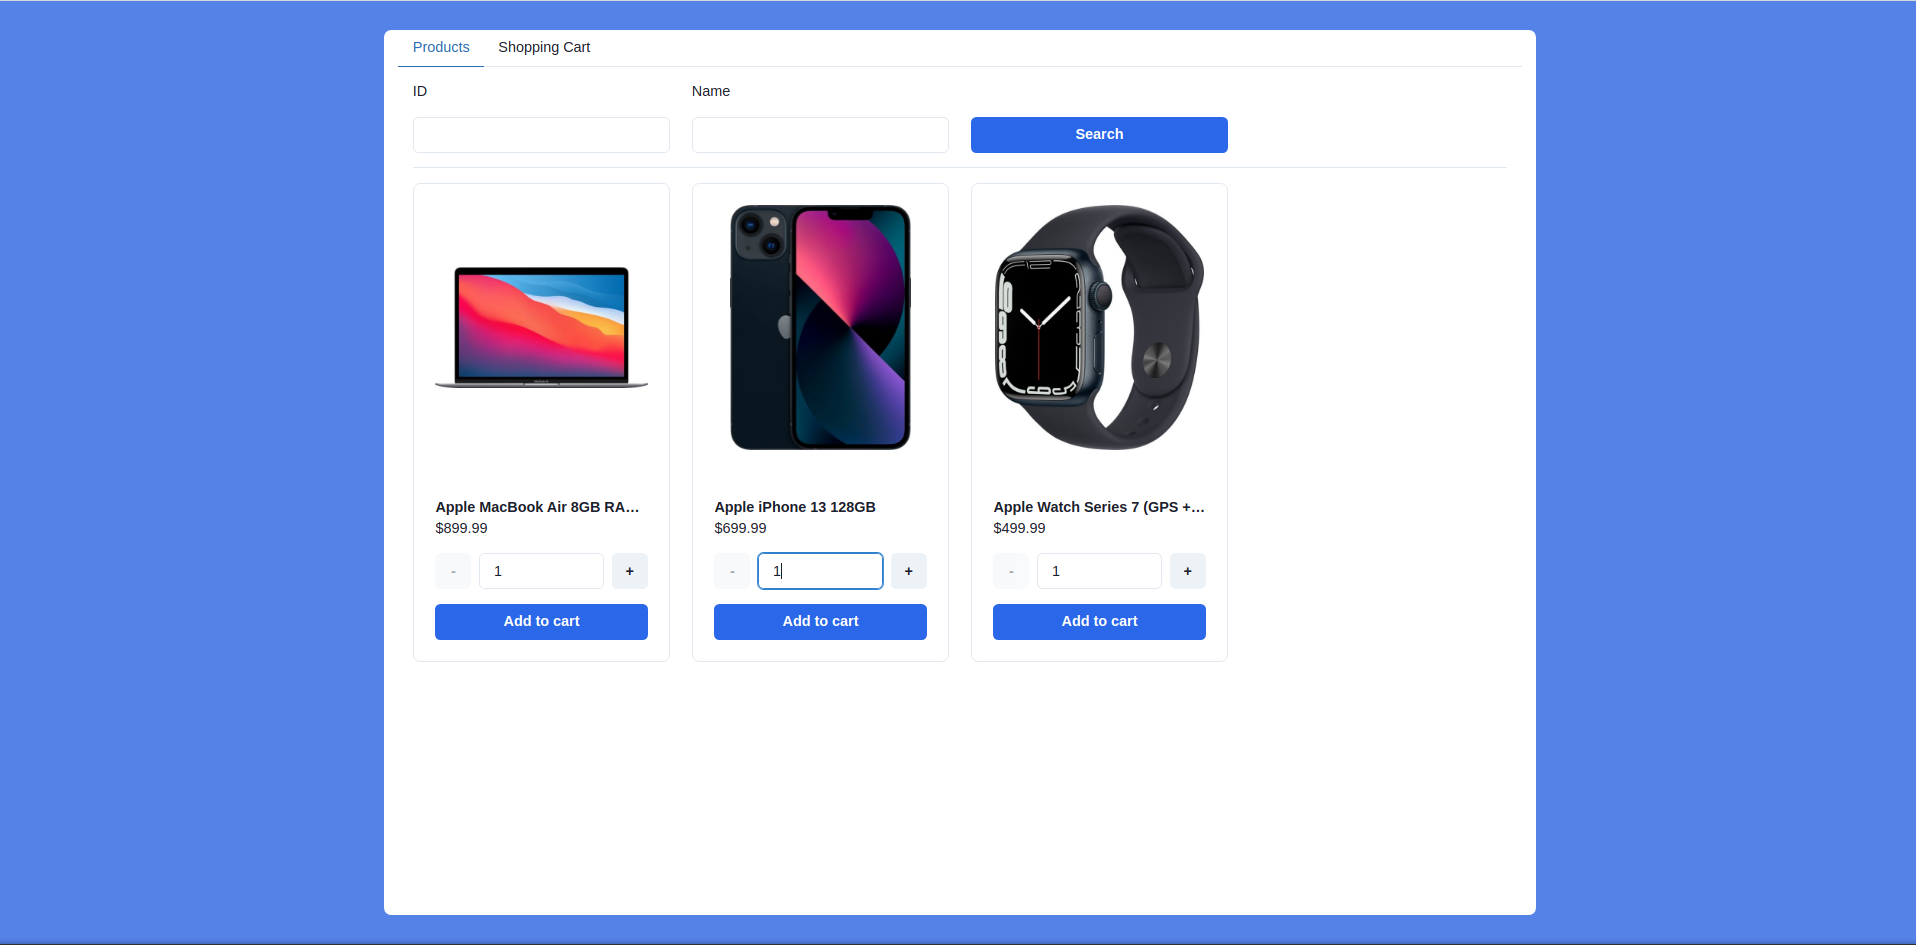 Products Shopping Cart
ID Name
Search
Apple MacBook Air 8GB RA...
$899.99
- 1 +
Add to cart
Apple iPhone 13 128GB
$699.99
- 1 +
Add to cart
Apple Watch Series 7 (GPS +...
$499.99
- 1 +
Add to cart